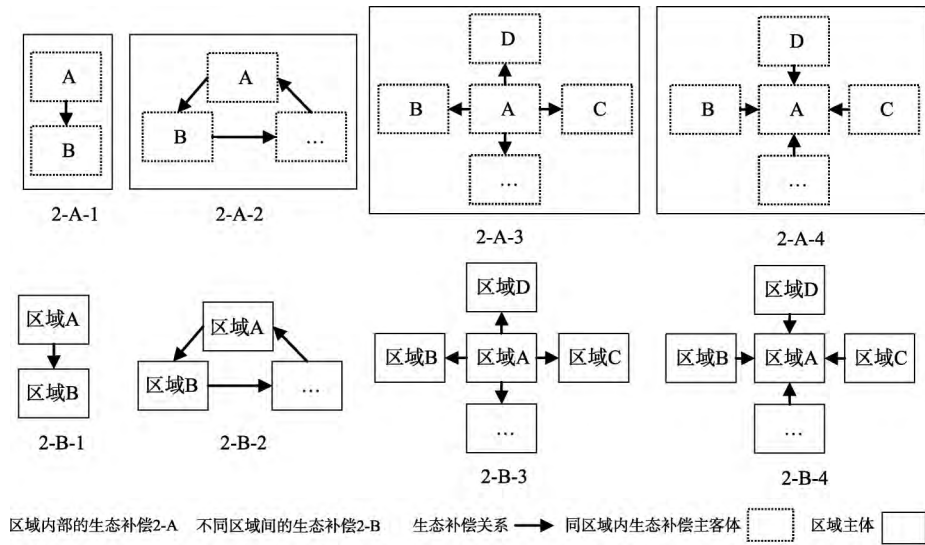 A
B
2-A-1
A
B
…
2-A-2
D
B
A
C
…
2-A-3
D
B
A
C
…
2-A-4
区域A
区域B
2-B-1
区域A
区域B
…
2-B-2
区域D
区域B
区域A
区域C
…
2-B-3
区域D
区域B
区域A
区域C
…
2-B-4
区域内部的生态补偿2-A 不同区域间的生态补偿2-B 生态补偿关系 同区域内生态补偿主客体 区域主体